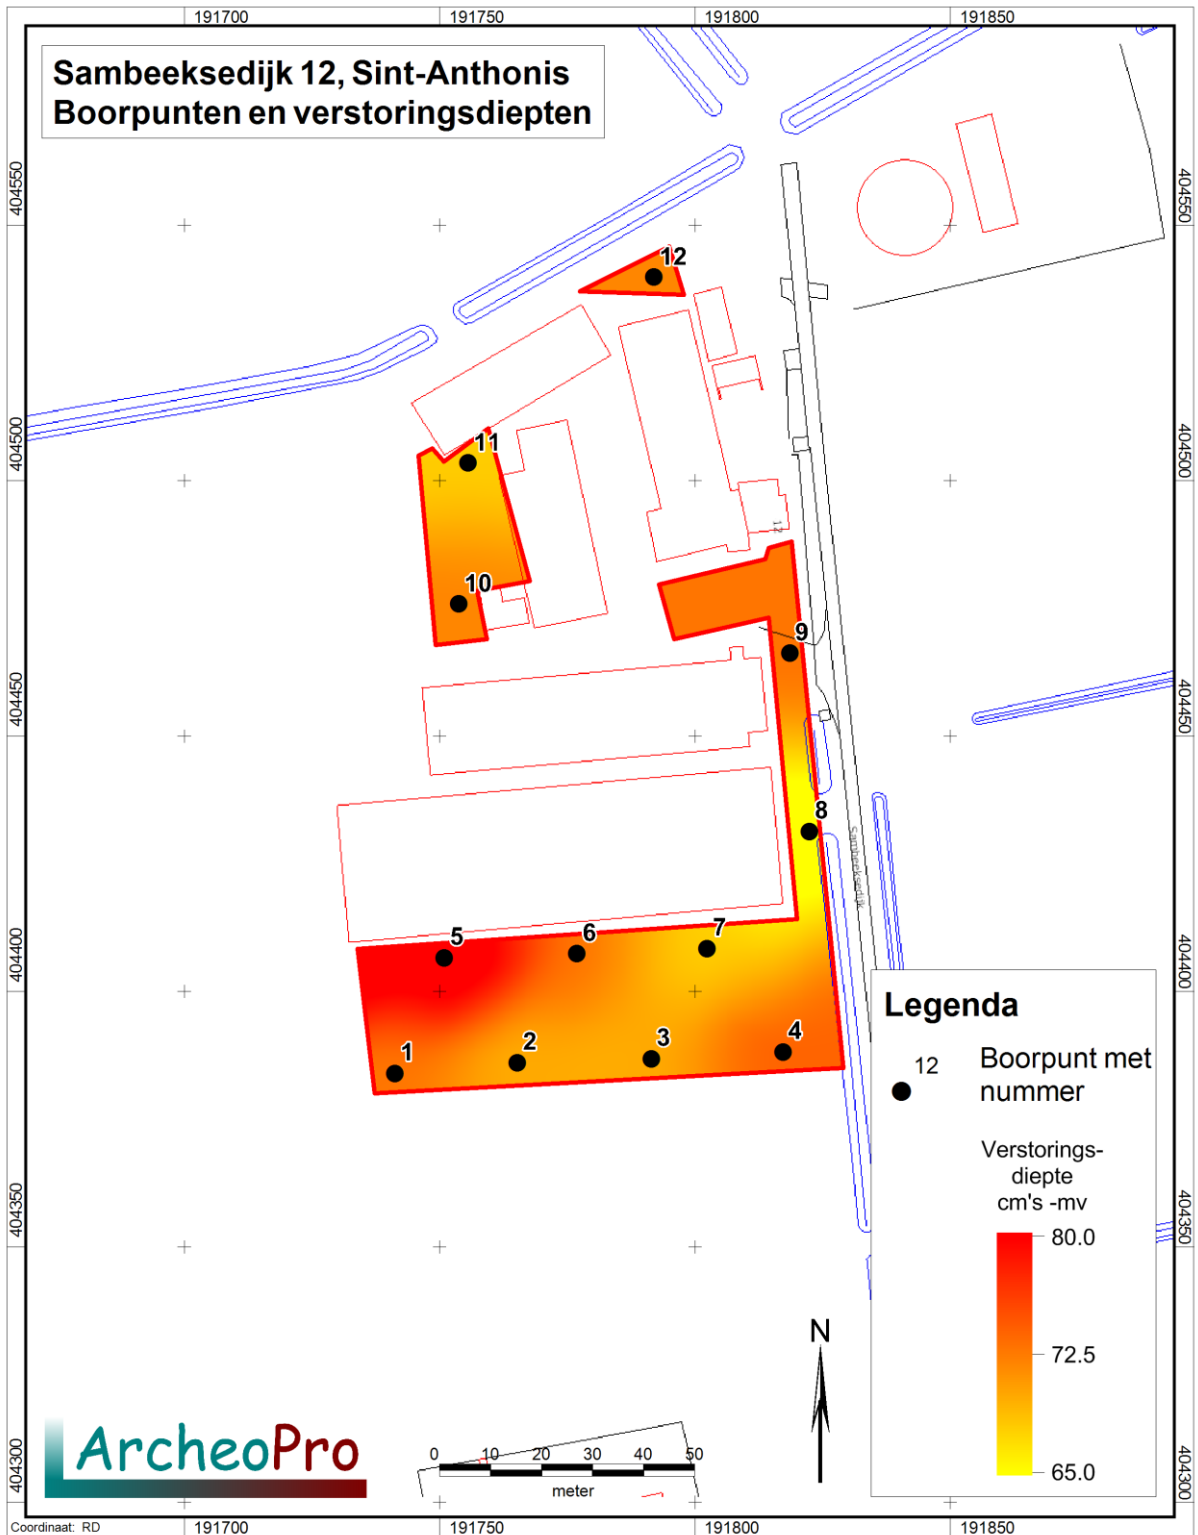 191700 191750 191800 191850
Sambeeksedijk 12, Sint-Anthonis
Boorpunten en verstoringsdiepten
404550 404550
12
404500 404500
11
12
10
9
404450 404450
8
Sambeeksedijk
7
6
5
404400 404400
4
3
2
1
Legenda
12 Boorpunt met
nummer
Verstorings-
diepte
cm's -mv
80.0
72.5
65.0
404350 404350
N
ArcheoPro
0 10 20 30 40 50
meter
404300 404300
Coordinaat: RD
191700 191750 191800 191850